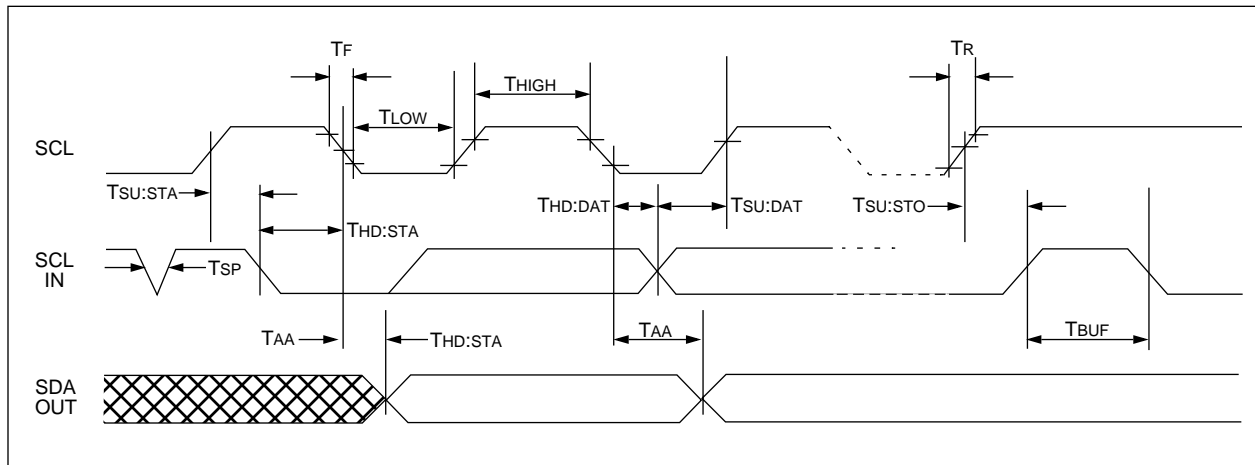 TF
TR
THIGH
TLOW
SCL
TSU:STA
THD:DAT
TSU:DAT
TSU:STO
THD:STA
SCL
IN
TSP
TAA
THD:STA
TAA
TBUF
SDA
OUT